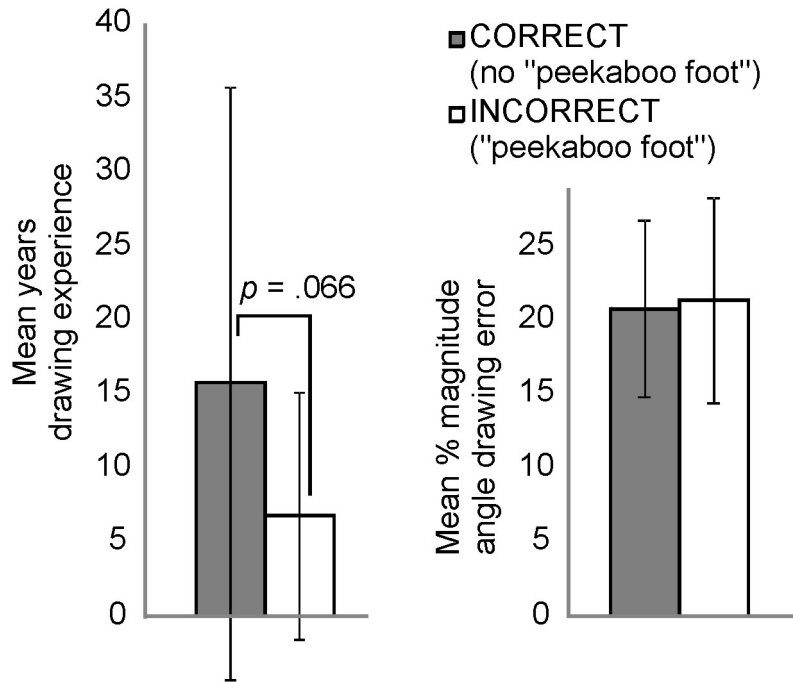 Mean years
drawing experience
40
35
30
25
20
15
10
5
0
p = .066
CORRECT
(no "peekaboo foot")
INCORRECT
("peekaboo foot")
Mean % magnitude
angle drawing error
25
20
15
10
5
0